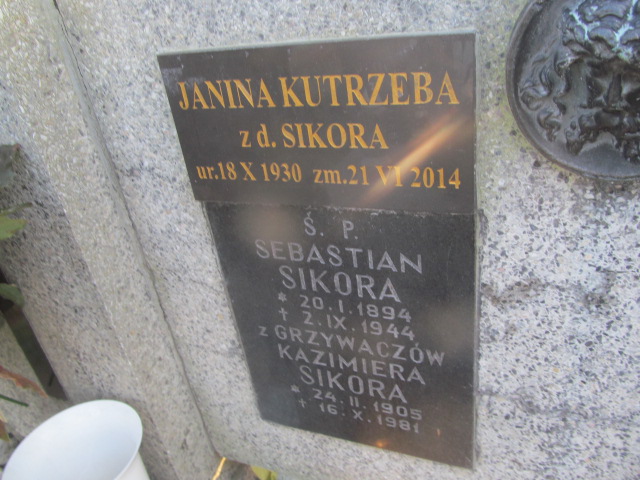 JANINA KUTRZEBA
z d. SIKORA
ur.18 X 1930 zm.21 VI 2014
Ś. P.
SEBASTIAN
SIKORA
* 20. I. 1894
† 2. IX. 1944
z GRZYWACZÓW
KAZIMIERA
SIKORA
* 24. II. 1905
† 16. X. 1981